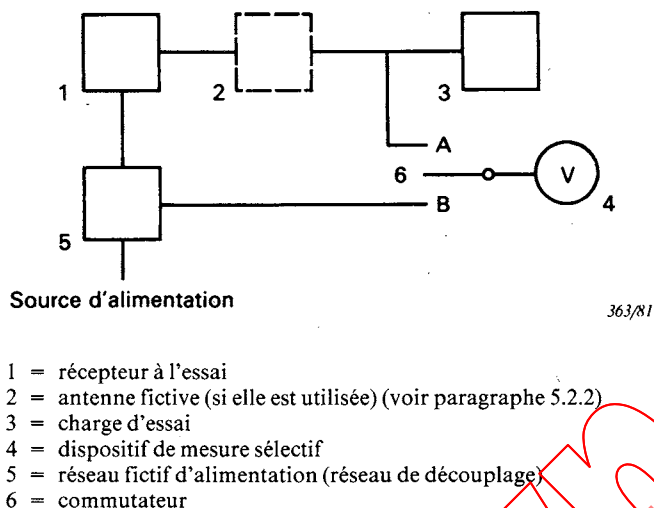 1
2
3
A
6
V
B
4
5
Source d'alimentation
363/81
1 = récepteur à l'essai
2 = antenne fictive (si elle est utilisée) (voir paragraphe 5.2.2)
3 = charge d'essai
4 = dispositif de mesure sélectif
5 = réseau fictif d'alimentation (réseau de découplage)
6 = commutateur